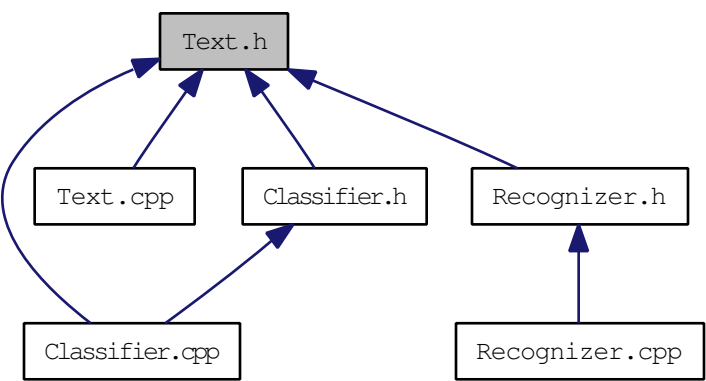 Text.h
Text.cpp
Classifier.h
Recognizer.h
Classifier.cpp
Recognizer.cpp